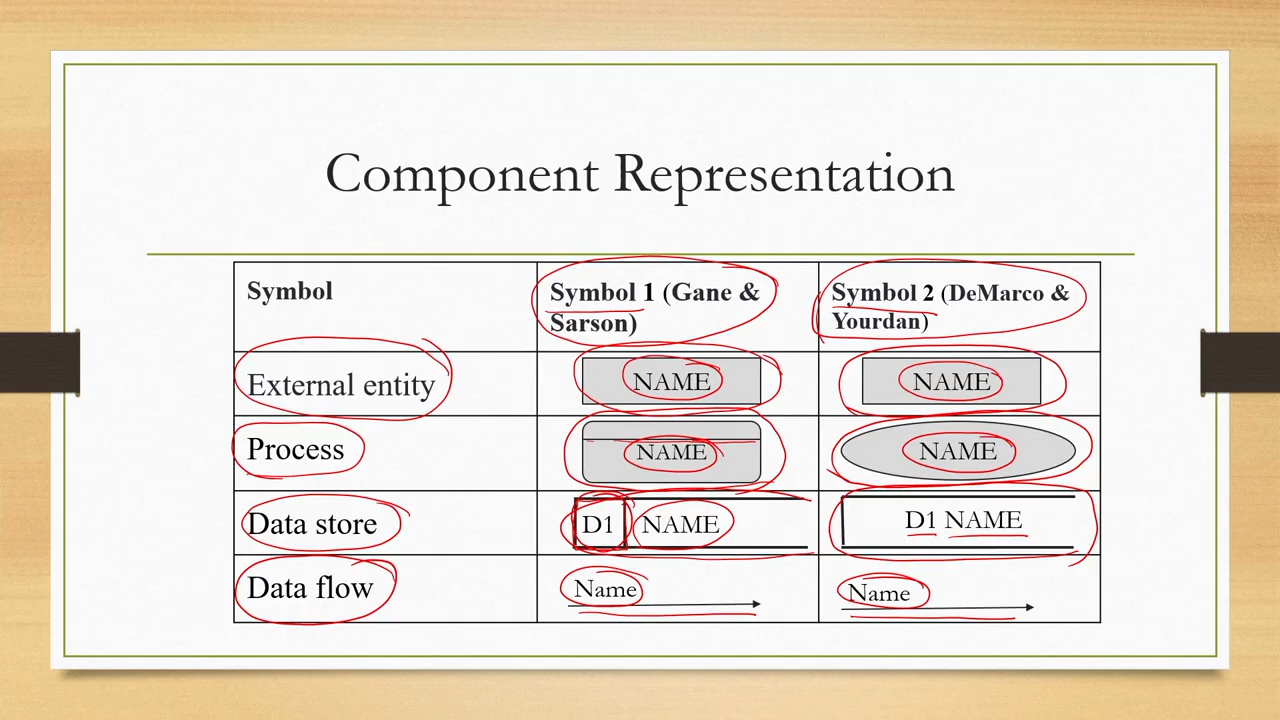 Component Representation
Symbol
Symbol 1 (Gane &
Sarson)
Symbol 2 (DeMarco &
Yourdan)
External entity
NAME
NAME
Process
NAME
NAME
Data store
D1 NAME
D1 NAME
Data flow
Name
Name